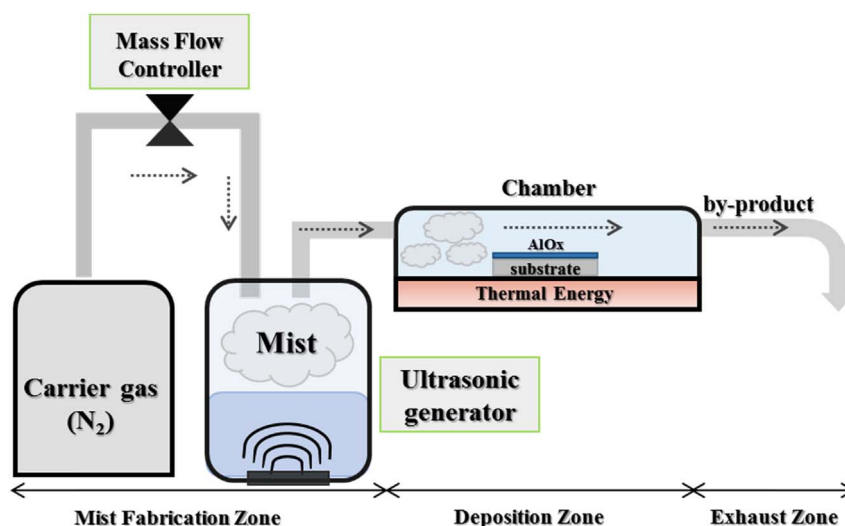 Mass Flow
Controller
Chamber
by-product
AlOx
substrate
Thermal Energy
Mist
Carrier gas
(N₂)
Ultrasonic
generator
Mist Fabrication Zone
Deposition Zone
Exhaust Zone